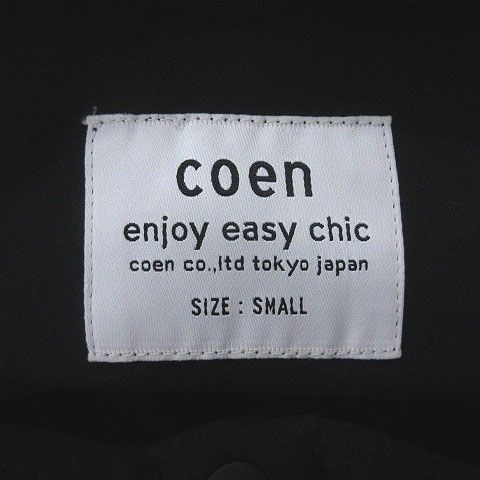 coen
enjoy easy chic
coen co.,ltd tokyo japan
SIZE : SMALL